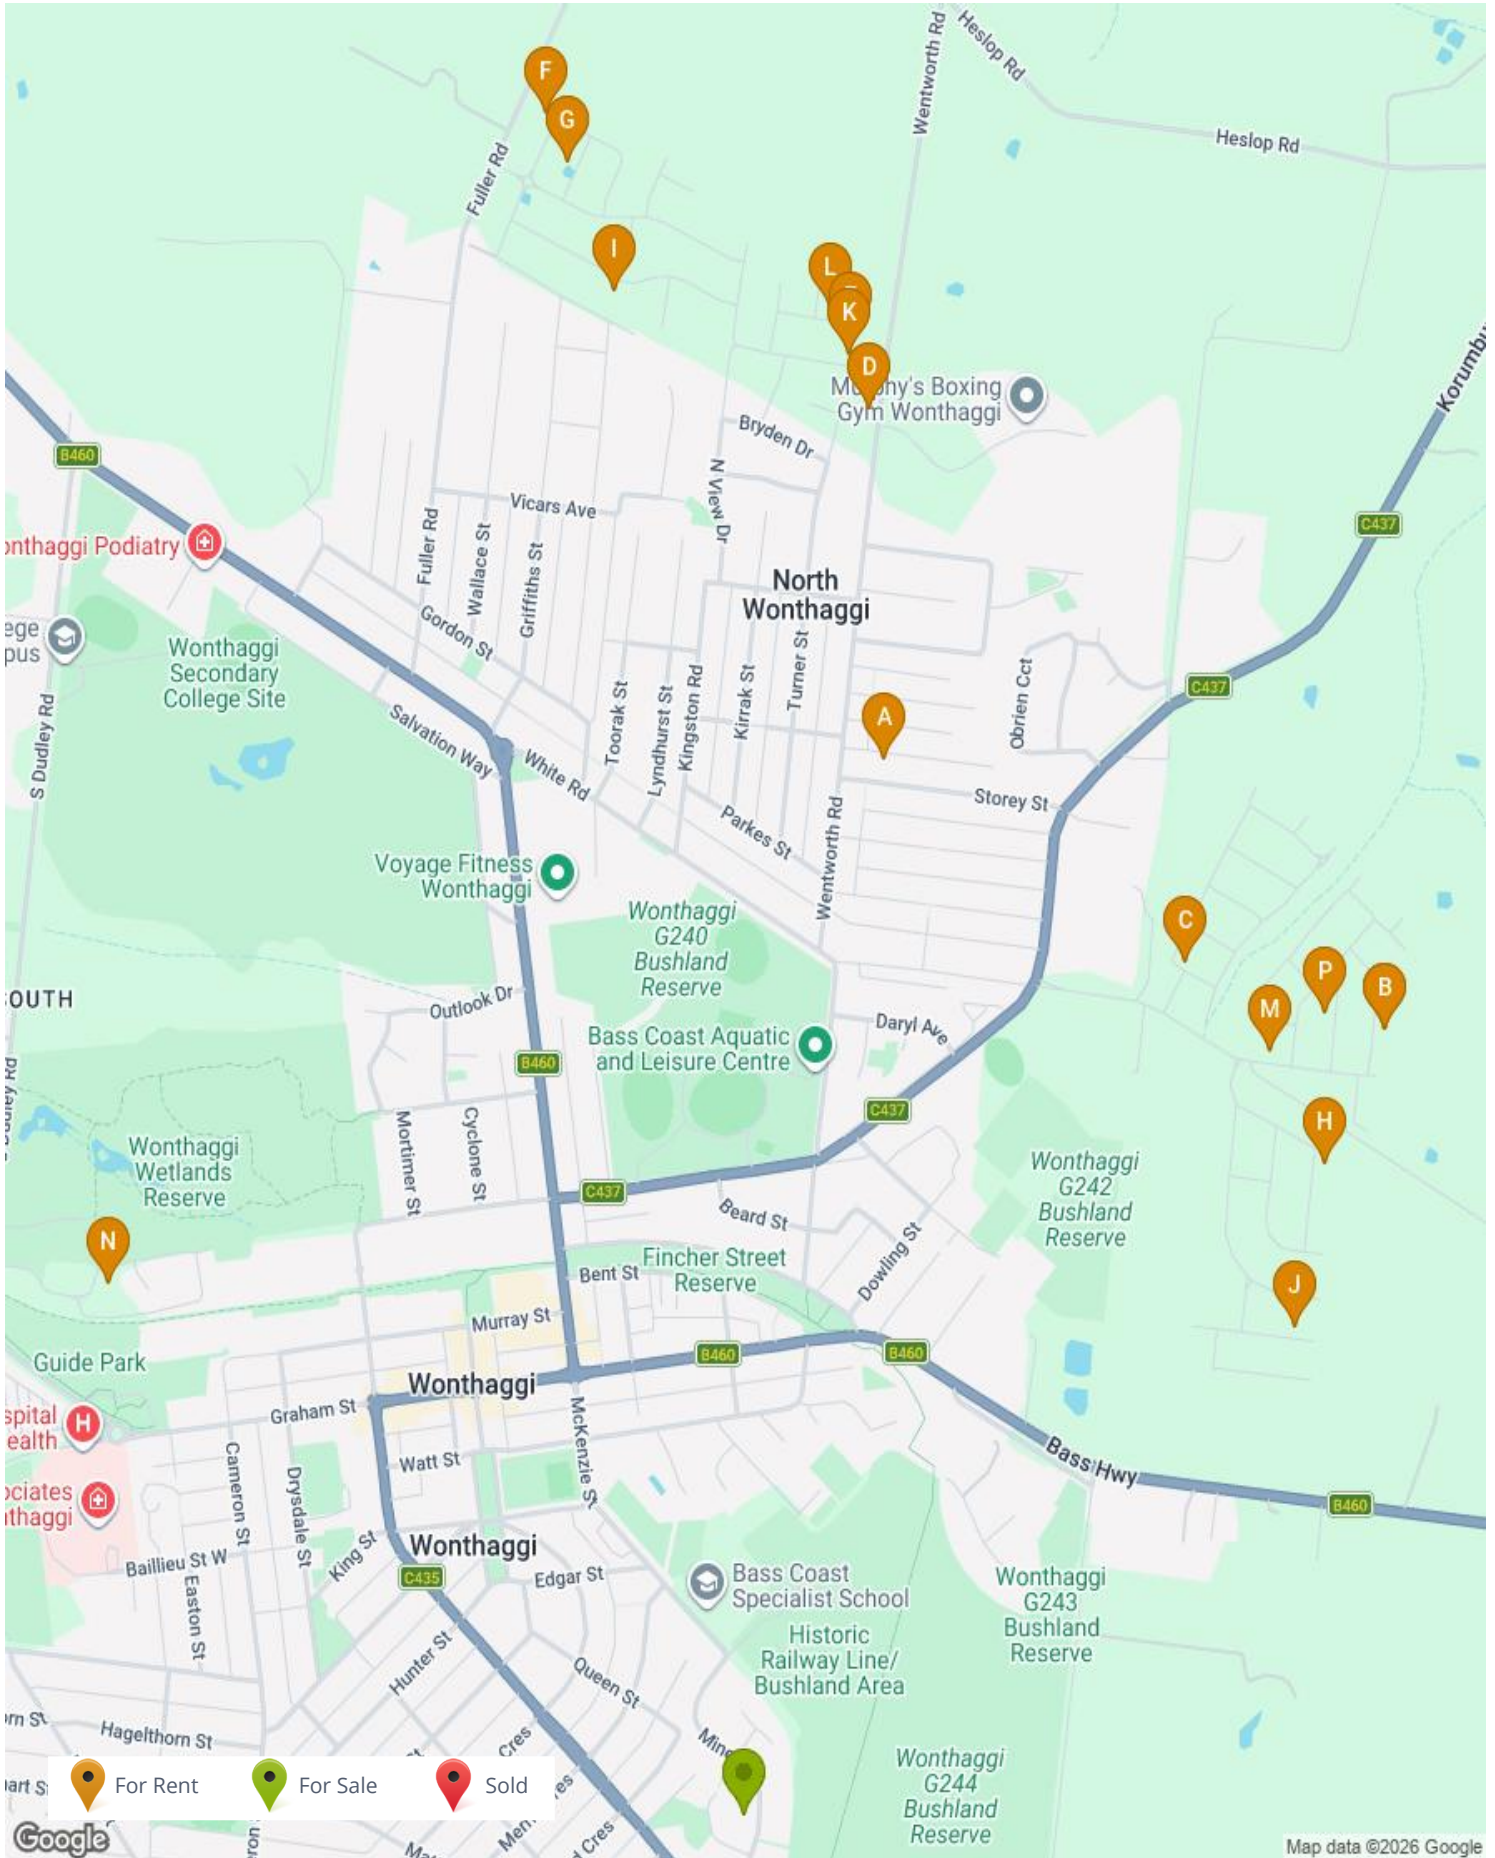 Heslop Rd
Wentworth Rd
F
G
Heslop Rd
Fuller Rd
I
L
K
D
Murphy's Boxing
Gym Wonthaggi
B460
Bryden Dr
N View Dr
Vicars Ave
C437
onthaggi Podiatry
Fuller Rd
Wallace St
Griffiths St
North
Wonthaggi
Gordon St
ege
pus
Wonthaggi
Secondary
College Site
Turner St
Kirrak St
Kingston Rd
Lyndhurst St
Toorak St
Obrien Cct
C437
A
S Dudley Rd
Salvation Way
White Rd
Storey St
Parkes St
Wentworth Rd
Voyage Fitness
Wonthaggi
Wonthaggi
G240
Bushland
Reserve
C
P
B
M
OUTH
Outlook Dr
Daryl Ave
Bass Coast Aquatic
and Leisure Centre
B460
C437
H
Mortimer St
Cyclone St
Wonthaggi
Wetlands
Reserve
Wonthaggi
G242
Bushland
Reserve
C437
Beard St
N
Fincher Street
Reserve
Bent St
Dowling St
J
Murray St
B460
B460
Guide Park
Wonthaggi
Graham St
spital
ealth
H
McKenzie St
Bass Hwy
Watt St
Cameron St
Drysdale St
ociates
nthaggi
B460
King St
Wonthaggi
Baillieu St W
Easton St
C435
Edgar St
Bass Coast
Specialist School
Wonthaggi
G243
Bushland
Reserve
Historic
Railway Line/
Bushland Area
Hunter St
Queen St
orn St
Hagelthorn St
Cres
Wonthaggi
G244
Bushland
Reserve
For Rent
For Sale
Sold
d Cres
Google
Map data ©2026 Google